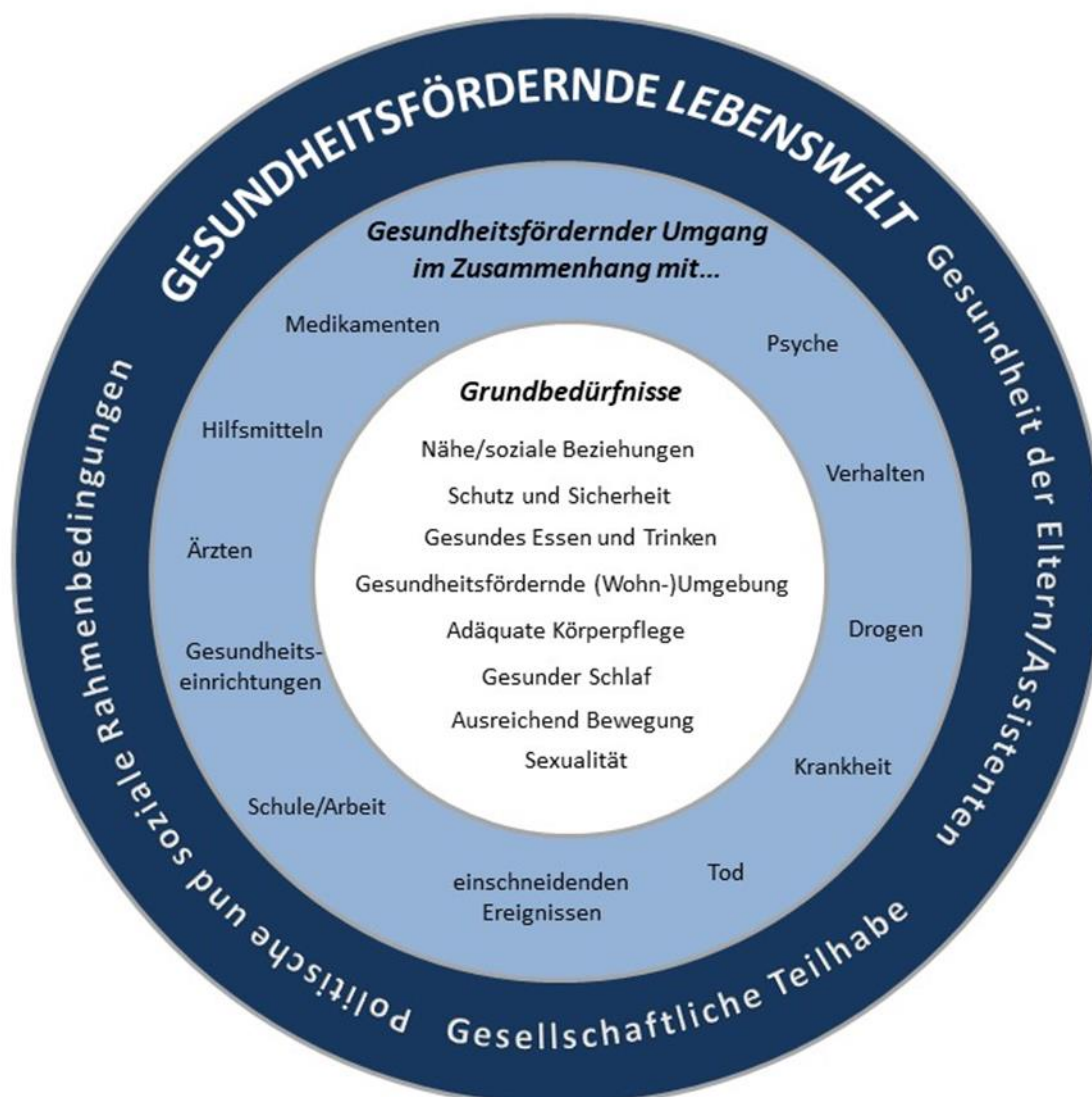 GESUNDHEITSFÖRDERNDE LEBENSWELT
Gesundheit der Eltern/Assistenten
Gesellschaftliche Teilhabe
Politische und soziale Rahmenbedingungen
Gesundheitsfördernder Umgang
im Zusammenhang mit...
Psyche
Verhalten
Drogen
Krankheit
Tod
einschneidenden
Ereignissen
Schule/Arbeit
Gesundheits-
einrichtungen
Ärzten
Hilfsmitteln
Medikamenten
Grundbedürfnisse
Nähe/soziale Beziehungen
Schutz und Sicherheit
Gesundes Essen und Trinken
Gesundheitsfördernde (Wohn-)Umgebung
Adäquate Körperpflege
Gesunder Schlaf
Ausreichend Bewegung
Sexualität